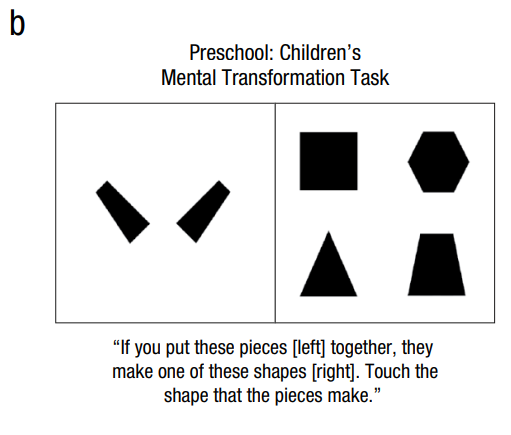 b
Preschool: Children’s
Mental Transformation Task
“If you put these pieces [left] together, they
make one of these shapes [right]. Touch the
shape that the pieces make.”